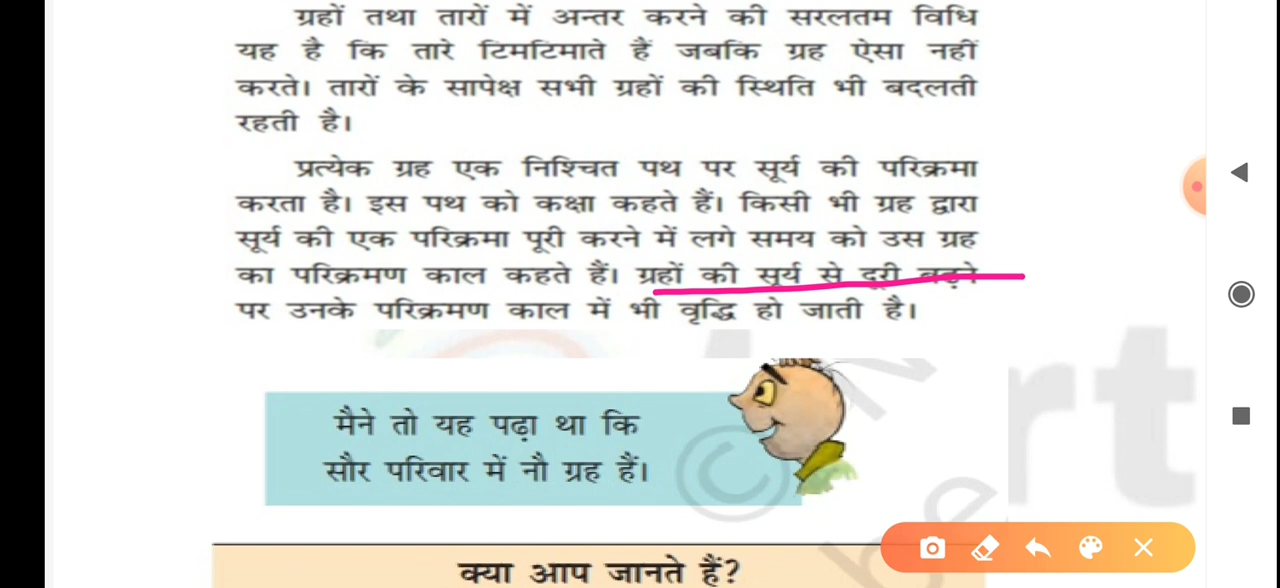 ग्रहों तथा तारों में अन्तर करने की सरलतम विधि
यह है कि तारे टिमटिमाते हैं जबकि ग्रह ऐसा नहीं
करते। तारों के सापेक्ष सभी ग्रहों की स्थिति भी बदलती
रहती है।
प्रत्येक ग्रह एक निश्चित पथ पर सूर्य की परिक्रमा
करता है। इस पथ को कक्षा कहते हैं। किसी भी ग्रह द्वारा
सूर्य की एक परिक्रमा पूरी करने में लगे समय को उस ग्रह
का परिक्रमण काल कहते हैं। ग्रहों की सूर्य से दूरी बढ़ने
पर उनके परिक्रमण काल में भी वृद्धि हो जाती है।
मैने तो यह पढ़ा था कि
सौर परिवार में नौ ग्रह हैं।
क्या आप जानते हैं?